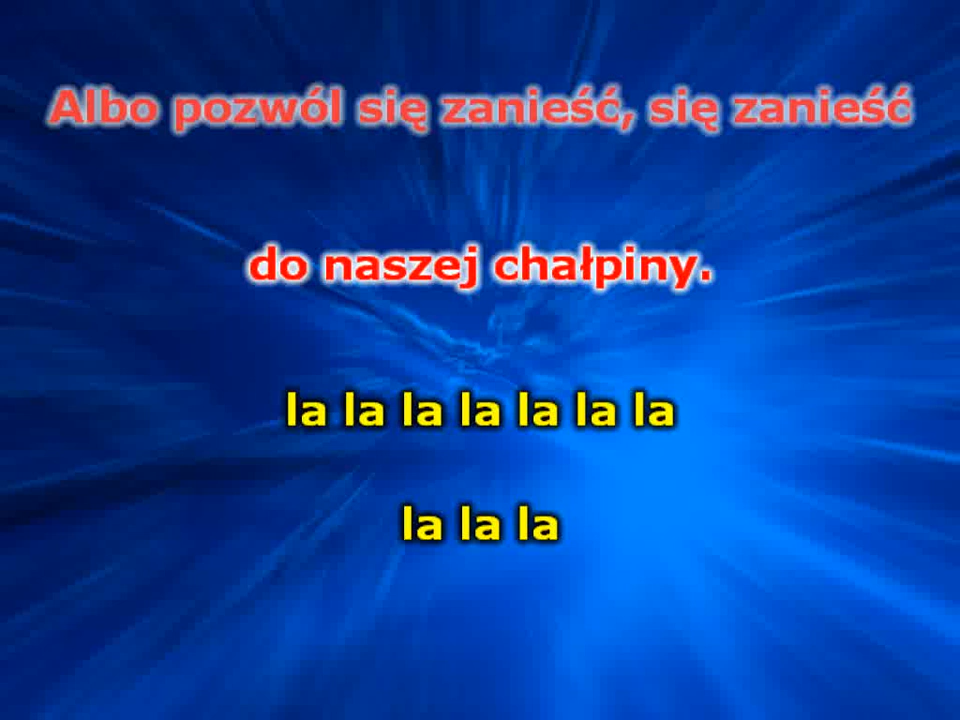 Albo pozwól się zanieść, się zanieść
do naszej chałpiny.
la la la la la la la
la la la